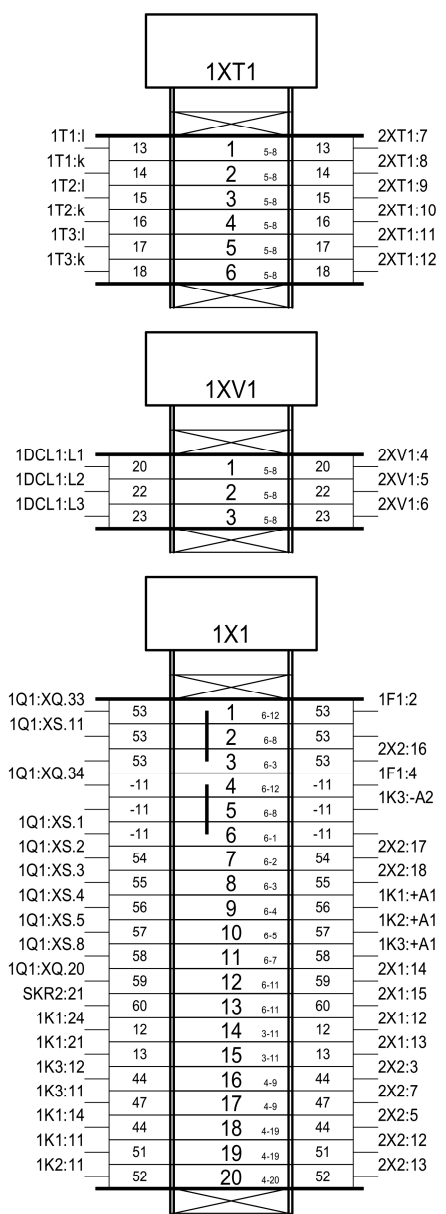 1XT1
1T1:l 13 1 5-8 13 2XT1:7
1T1:k 14 2 5-8 14 2XT1:8
1T2:l 15 3 5-8 15 2XT1:9
1T2:k 16 4 5-8 16 2XT1:10
1T3:l 17 5 5-8 17 2XT1:11
1T3:k 18 6 5-8 18 2XT1:12
1XV1
1DCL1:L1 20 1 5-8 20 2XV1:4
1DCL1:L2 22 2 5-8 22 2XV1:5
1DCL1:L3 23 3 5-8 23 2XV1:6
1X1
1Q1:XQ.33 53 1 6-12 53 1F1:2
1Q1:XS.11 53 2 6-8 53
53 3 6-3 53 2X2:16
1Q1:XQ.34 -11 4 6-12 -11 1F1:4
-11 5 6-8 -11 1K3:-A2
1Q1:XS.1 -11 6 6-1 -11
1Q1:XS.2 54 7 6-2 54 2X2:17
1Q1:XS.3 55 8 6-3 55 2X2:18
1Q1:XS.4 56 9 6-4 56 1K1:+A1
1Q1:XS.5 57 10 6-5 57 1K2:+A1
1Q1:XS.8 58 11 6-7 58 1K3:+A1
1Q1:XQ.20 59 12 6-11 59 2X1:14
SKR2:21 60 13 6-11 60 2X1:15
1K1:24 12 14 3-11 12 2X1:12
1K1:21 13 15 3-11 13 2X1:13
1K3:12 44 16 4-9 44 2X2:3
1K3:11 47 17 4-9 47 2X2:7
1K1:14 44 18 4-19 44 2X2:5
1K1:11 51 19 4-19 51 2X2:12
1K2:11 52 20 4-20 52 2X2:13